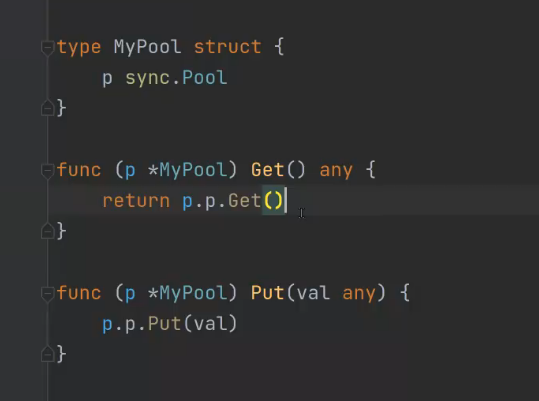 type MyPool struct {
    p sync.Pool
}
func (p *MyPool) Get() any {
    return p.p.Get()
}
func (p *MyPool) Put(val any) {
    p.p.Put(val)
}